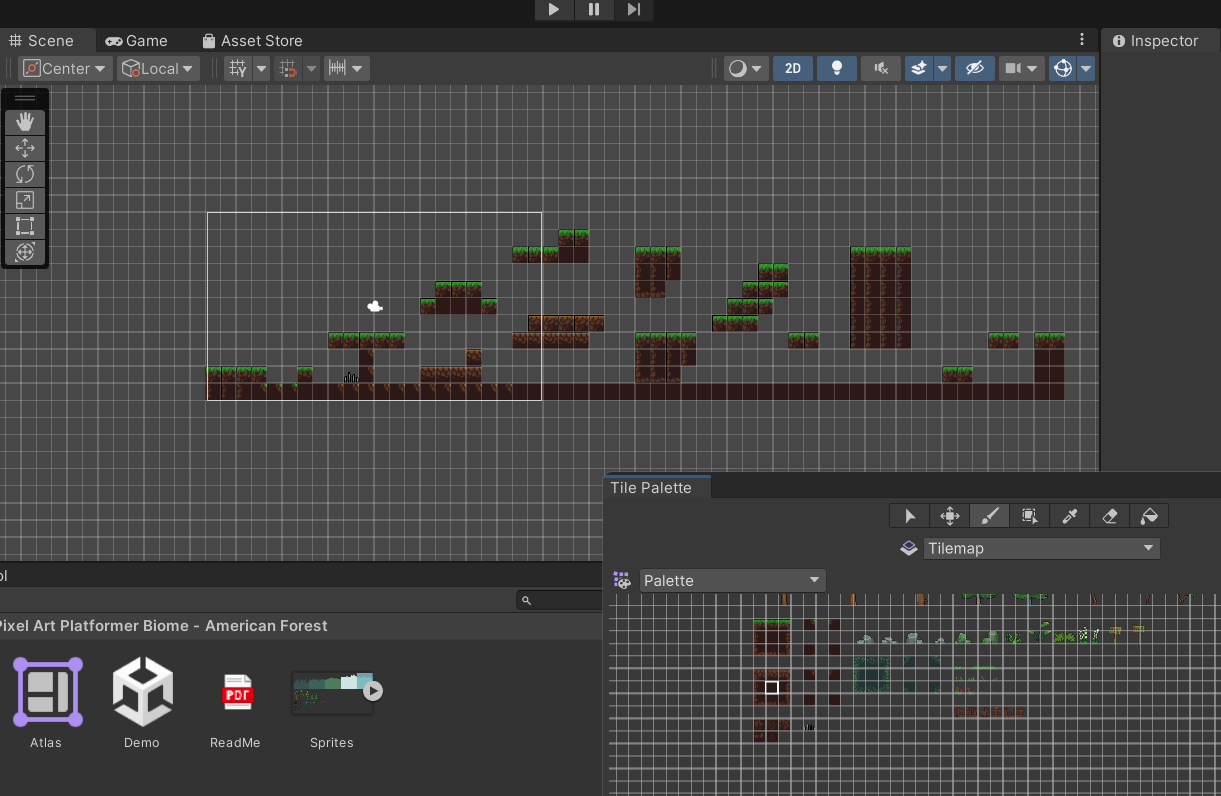 Scene
Game
Asset Store
Inspector
Center
Local
Y
2D
Tile Palette
Tilemap
ol
Palette
Pixel Art Platformer Biome - American Forest
PDF
Atlas
Demo
ReadMe
Sprites